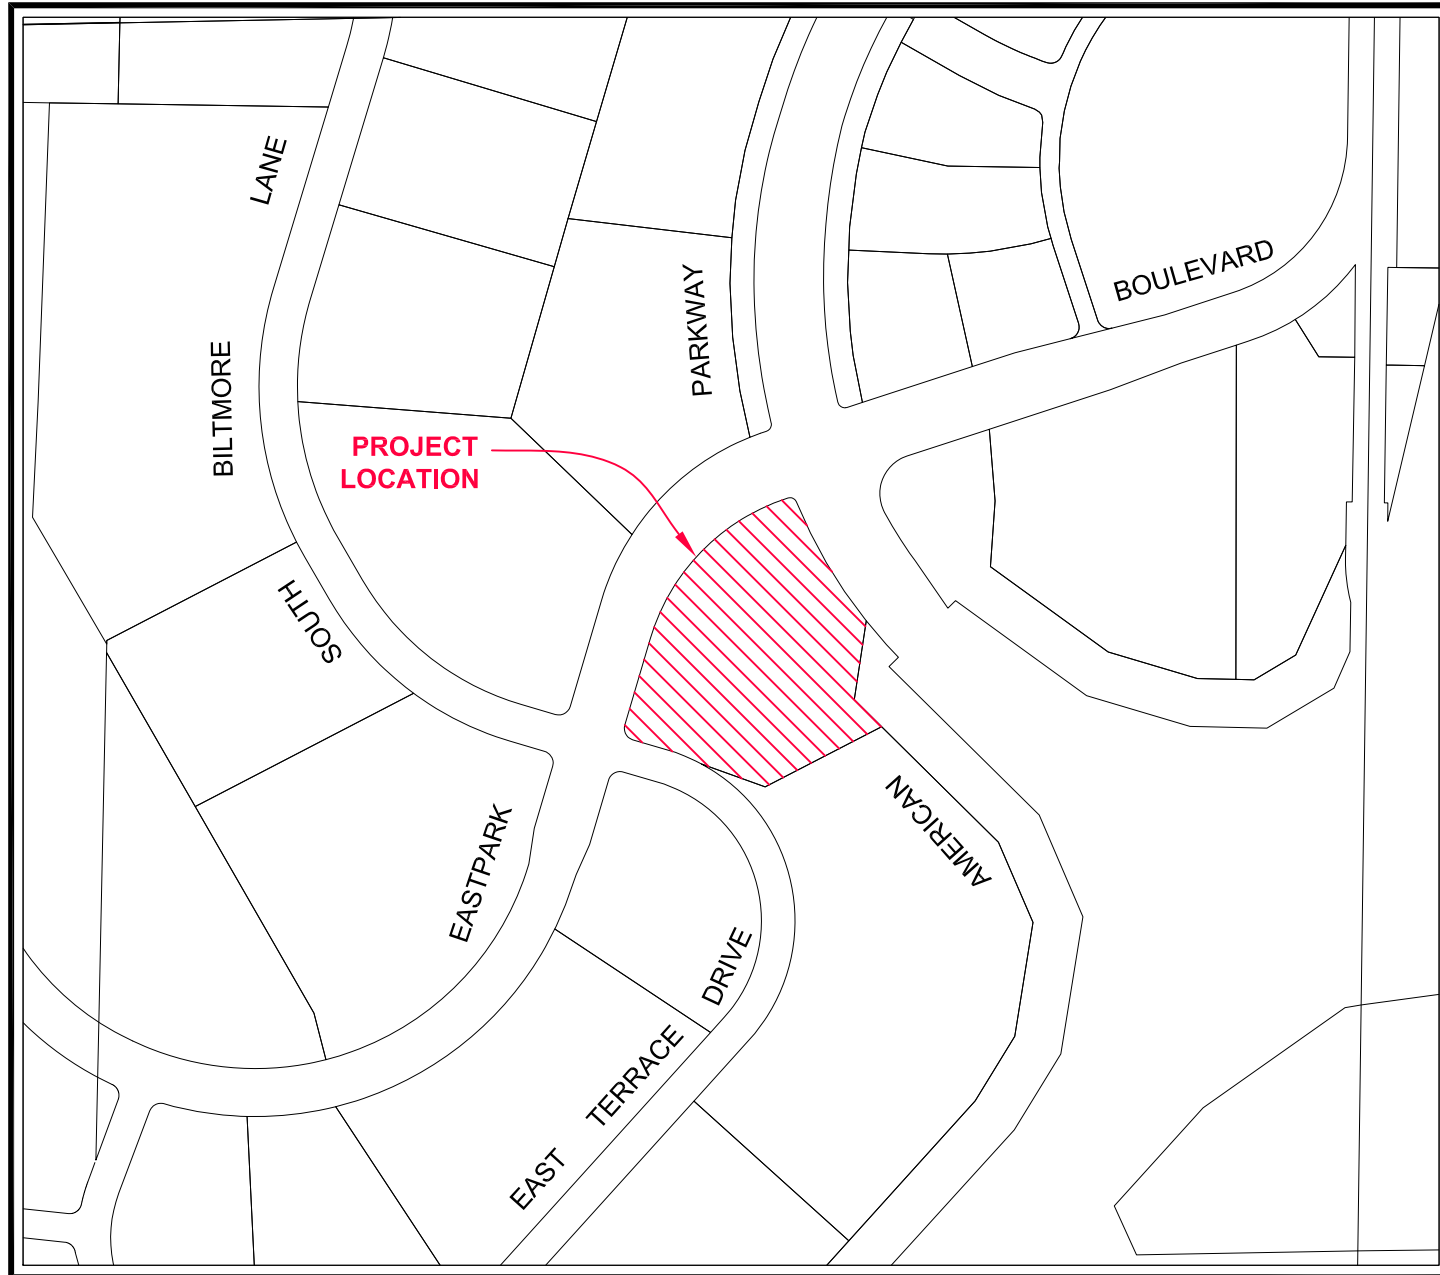 LANE
BOULEVARD
PARKWAY
BILTMORE
PROJECT
LOCATION
SOUTH
AMERICAN
EASTPARK
DRIVE
TERRACE
EAST